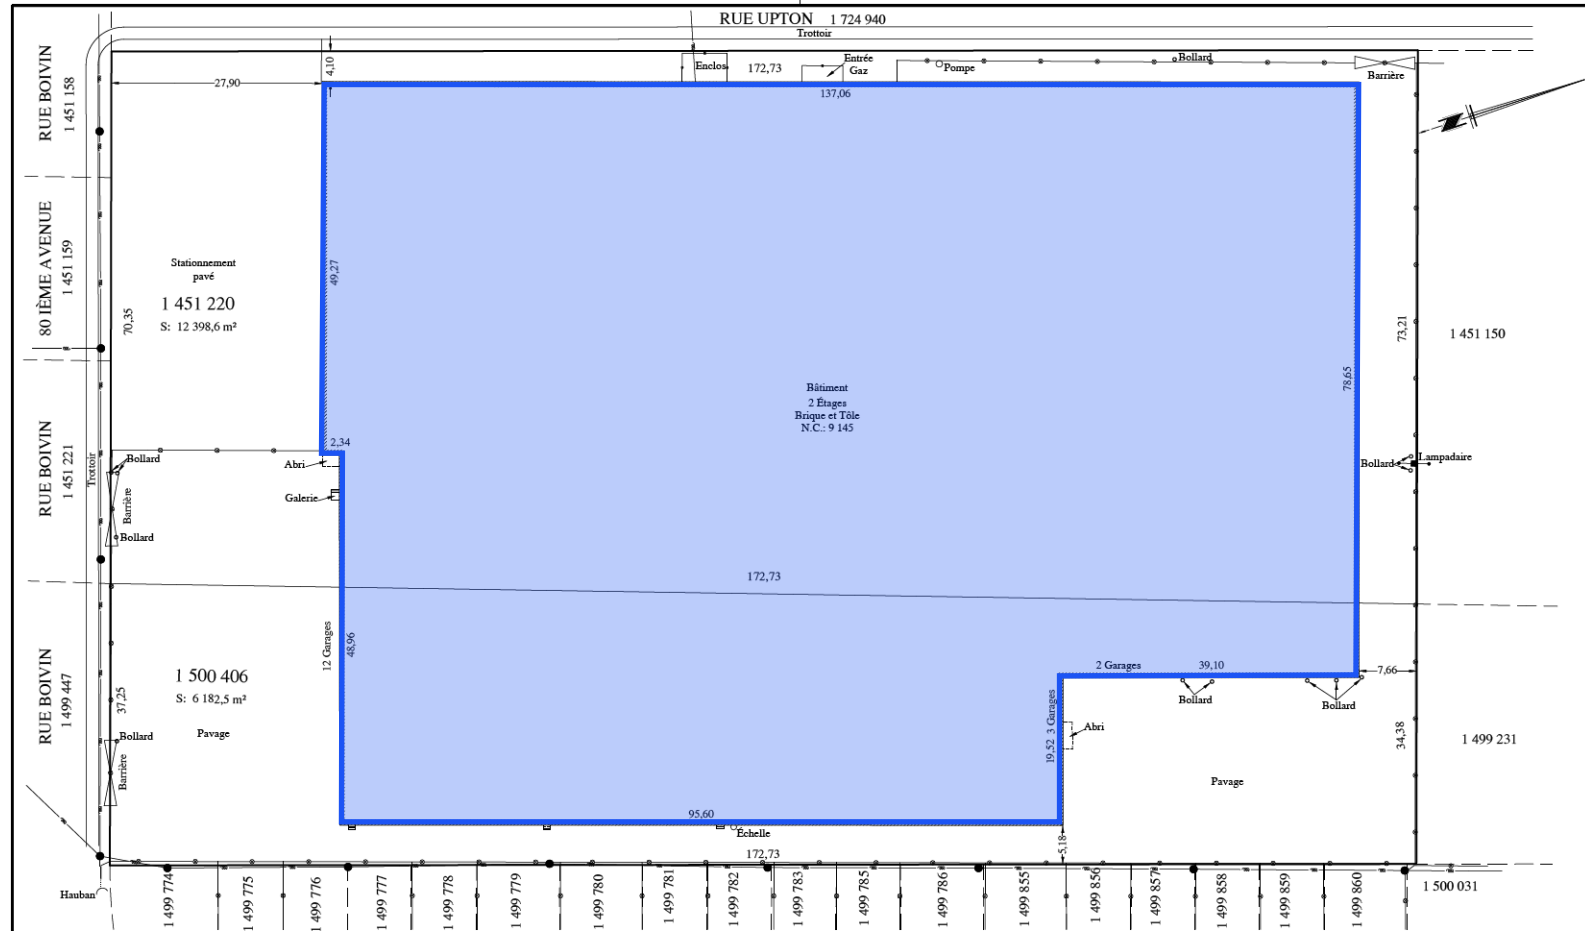 RUE UPTON 1 724 940
Trottoir
RUE BOIVIN
1 451 158
27,90
4,10
Enclos
172,73
Entrée
Gaz
Pompe
Bollard
Barrière
137,06
80 IÈME AVENUE
1 451 159
Stationnement
pavé
1 451 220
S: 12 398,6 m²
70,35
49,27
73,21
1 451 150
78,65
Bâtiment
2 Étages
Brique et Tôle
N.C.: 9 145
RUE BOIVIN
1 451 221
Trottoir
Bollard
Barrière
Bollard
2,34
Abri
Galerie
Bollard
Lampadaire
172,73
RUE BOIVIN
1 499 447
37,25
1 500 406
S: 6 182,5 m²
Pavage
Bollard
Barrière
12 Garages
48,96
2 Garages
39,10
7,66
Bollard
Bollard
19,52
3 Garages
Abri
34,38
1 499 231
Pavage
95,60
Échelle
5,18
172,73
Hauban
1 499 774
1 499 775
1 499 776
1 499 777
1 499 778
1 499 779
1 499 780
1 499 781
1 499 782
1 499 783
1 499 785
1 499 786
1 499 855
1 499 856
1 499 857
1 499 858
1 499 859
1 499 860
1 500 031